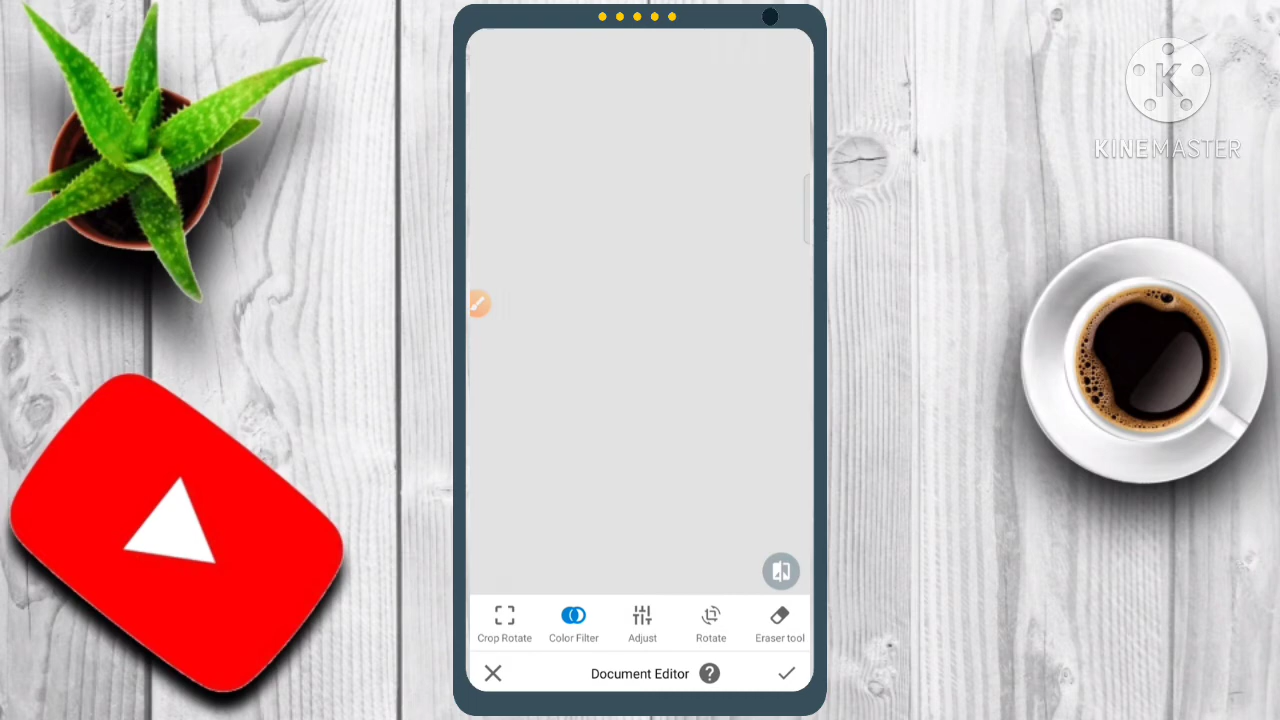 KINEMASTER
Crop Rotate
Color Filter
Adjust
Rotate
Eraser tool
Document Editor